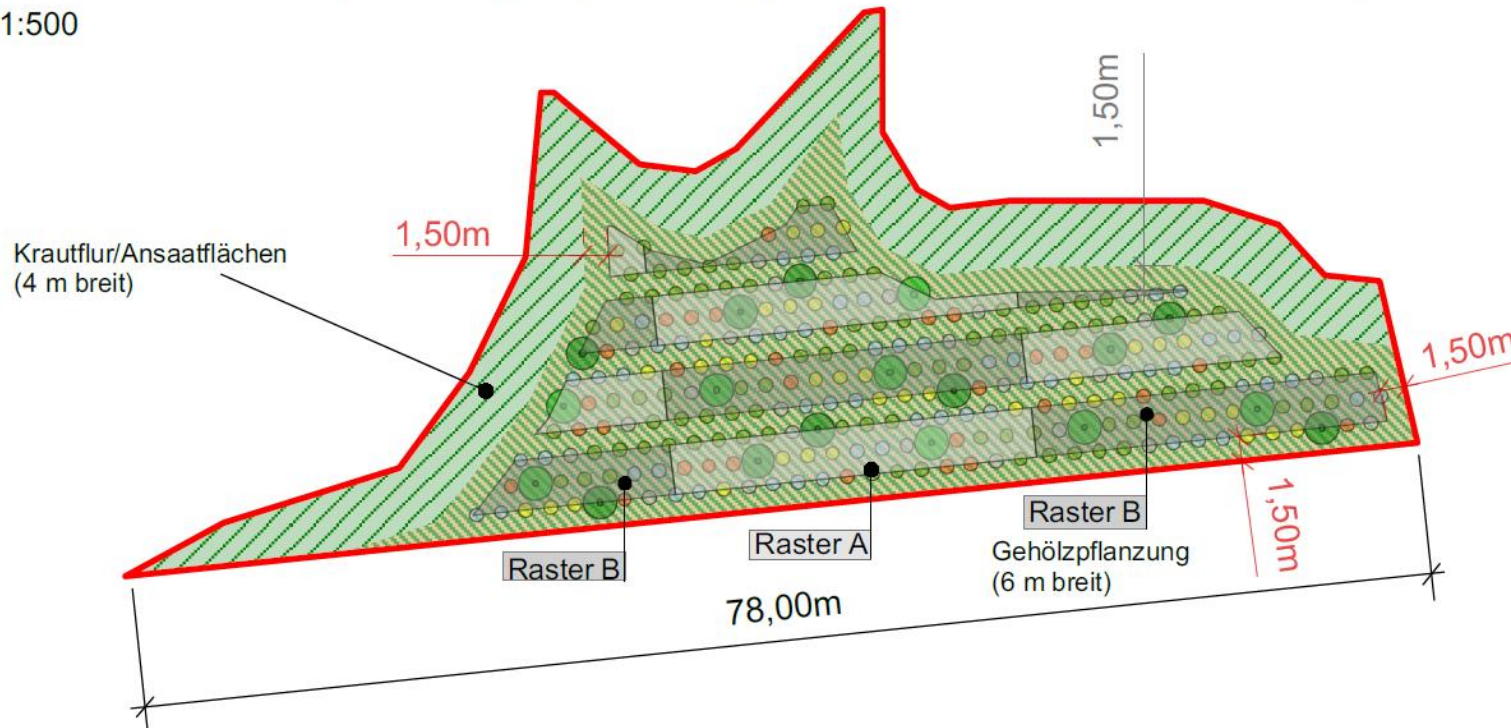 1:500
1,50m
1,50m
Krautflur/Ansaatflächen
(4 m breit)
1,50m
Raster B
Raster A
Raster B
Gehölzpflanzung
(6 m breit)
1,50m
78,00m